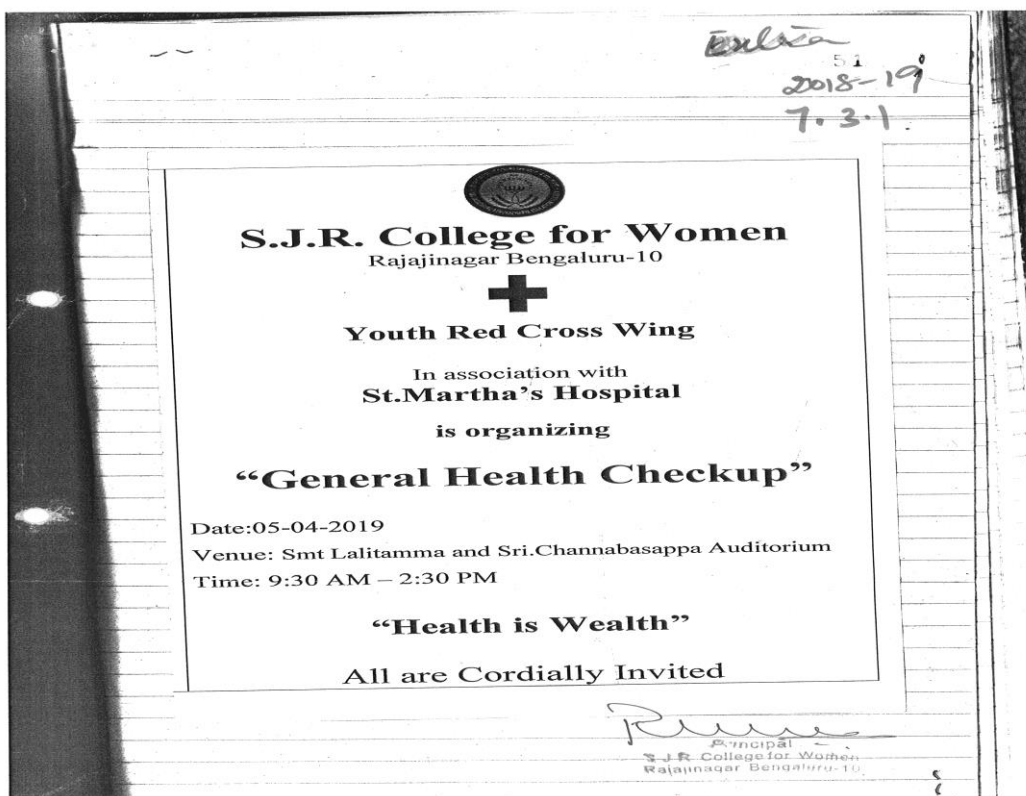 51
2018-19
7.3.1
S.J.R. College for Women
Rajajinagar Bengaluru-10
Youth Red Cross Wing
In association with
St.Martha's Hospital
is organizing
“General Health Checkup”
Date:05-04-2019
Venue: Smt Lalitamma and Sri.Channabasappa Auditorium
Time: 9:30 AM – 2:30 PM
“Health is Wealth”
All are Cordially Invited
Principal
S.J.R College for Women
Rajajinagar Bengaluru-10